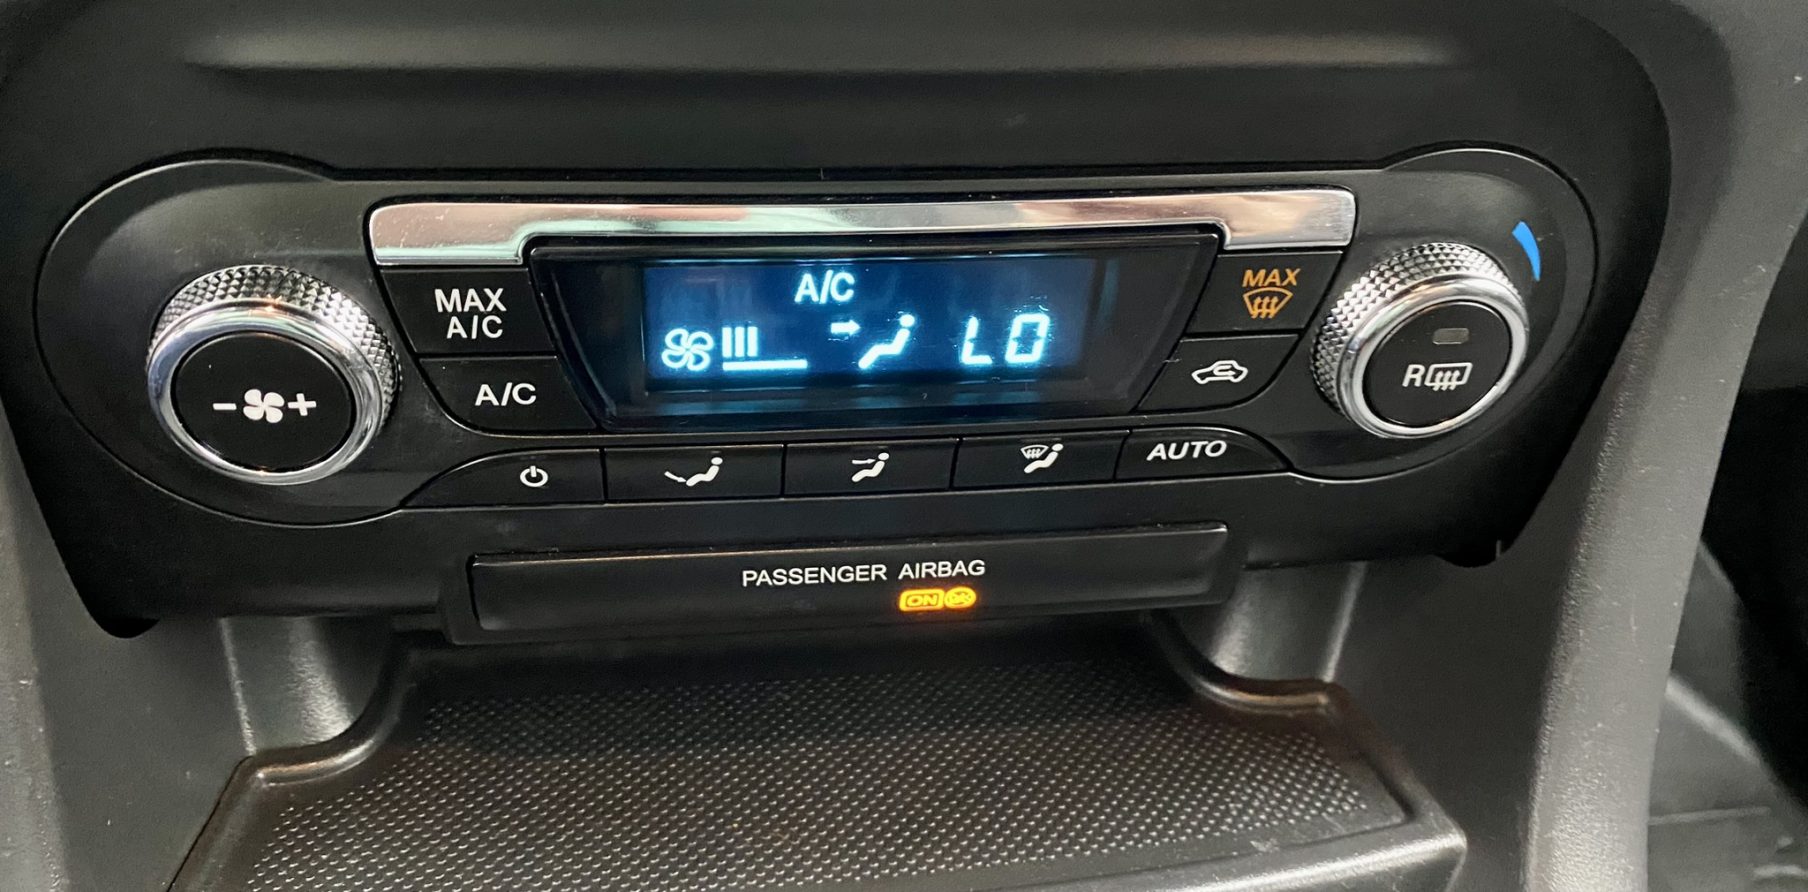 MAX
A/C
A/C
A/C
LO
MAX
R
AUTO
PASSENGER AIRBAG
ON